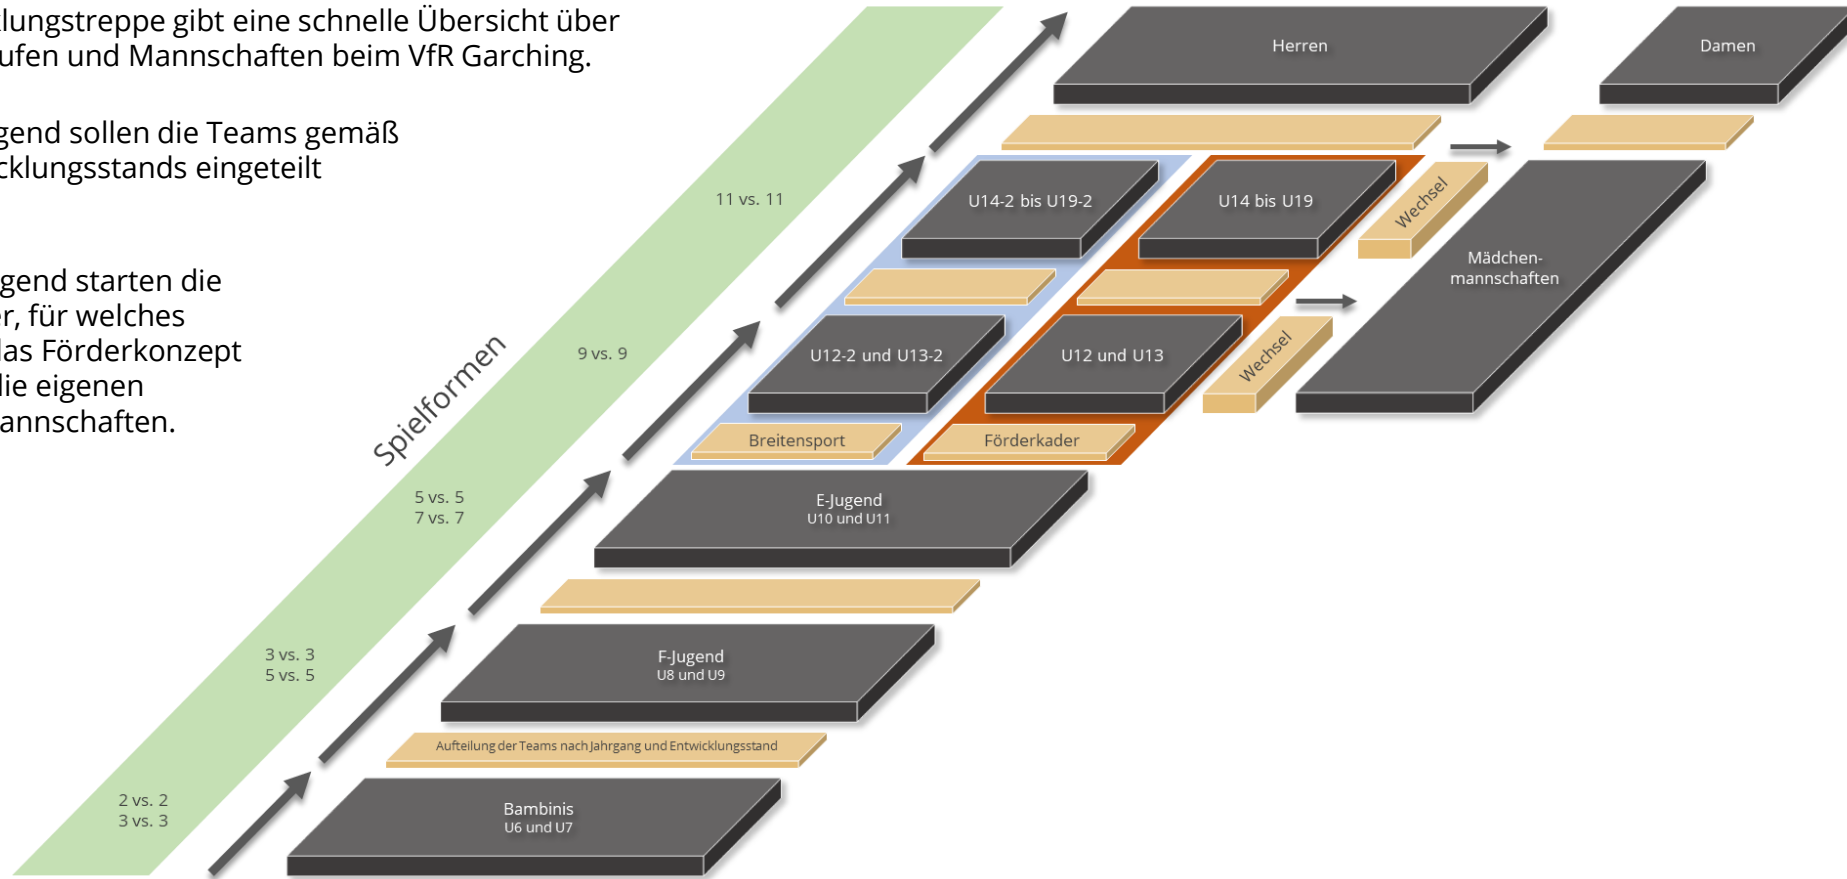 klungstreppe gibt eine schnelle Übersicht über
ufen und Mannschaften beim VfR Garching.
gend sollen die Teams gemäß
cklungsstands eingeteilt
gend starten die
er, für welches
das Förderkonzept
die eigenen
annschaften.
Spielformen
Herren
Damen
11 vs. 11
U14-2 bis U19-2
U14 bis U19
Wechsel
Mädchen-
mannschaften
9 vs. 9
U12-2 und U13-2
U12 und U13
Wechsel
Breitensport
Förderkader
5 vs. 5
7 vs. 7
E-Jugend
U10 und U11
3 vs. 3
5 vs. 5
F-Jugend
U8 und U9
Aufteilung der Teams nach Jahrgang und Entwicklungsstand
2 vs. 2
3 vs. 3
Bambinis
U6 und U7